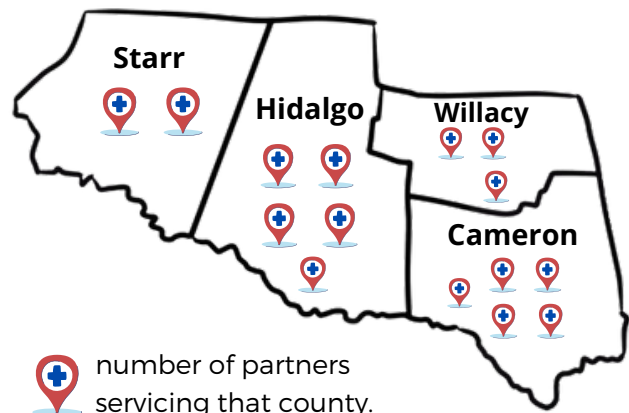 Starr
Hidalgo
Willacy
Cameron
number of partners
servicing that county.